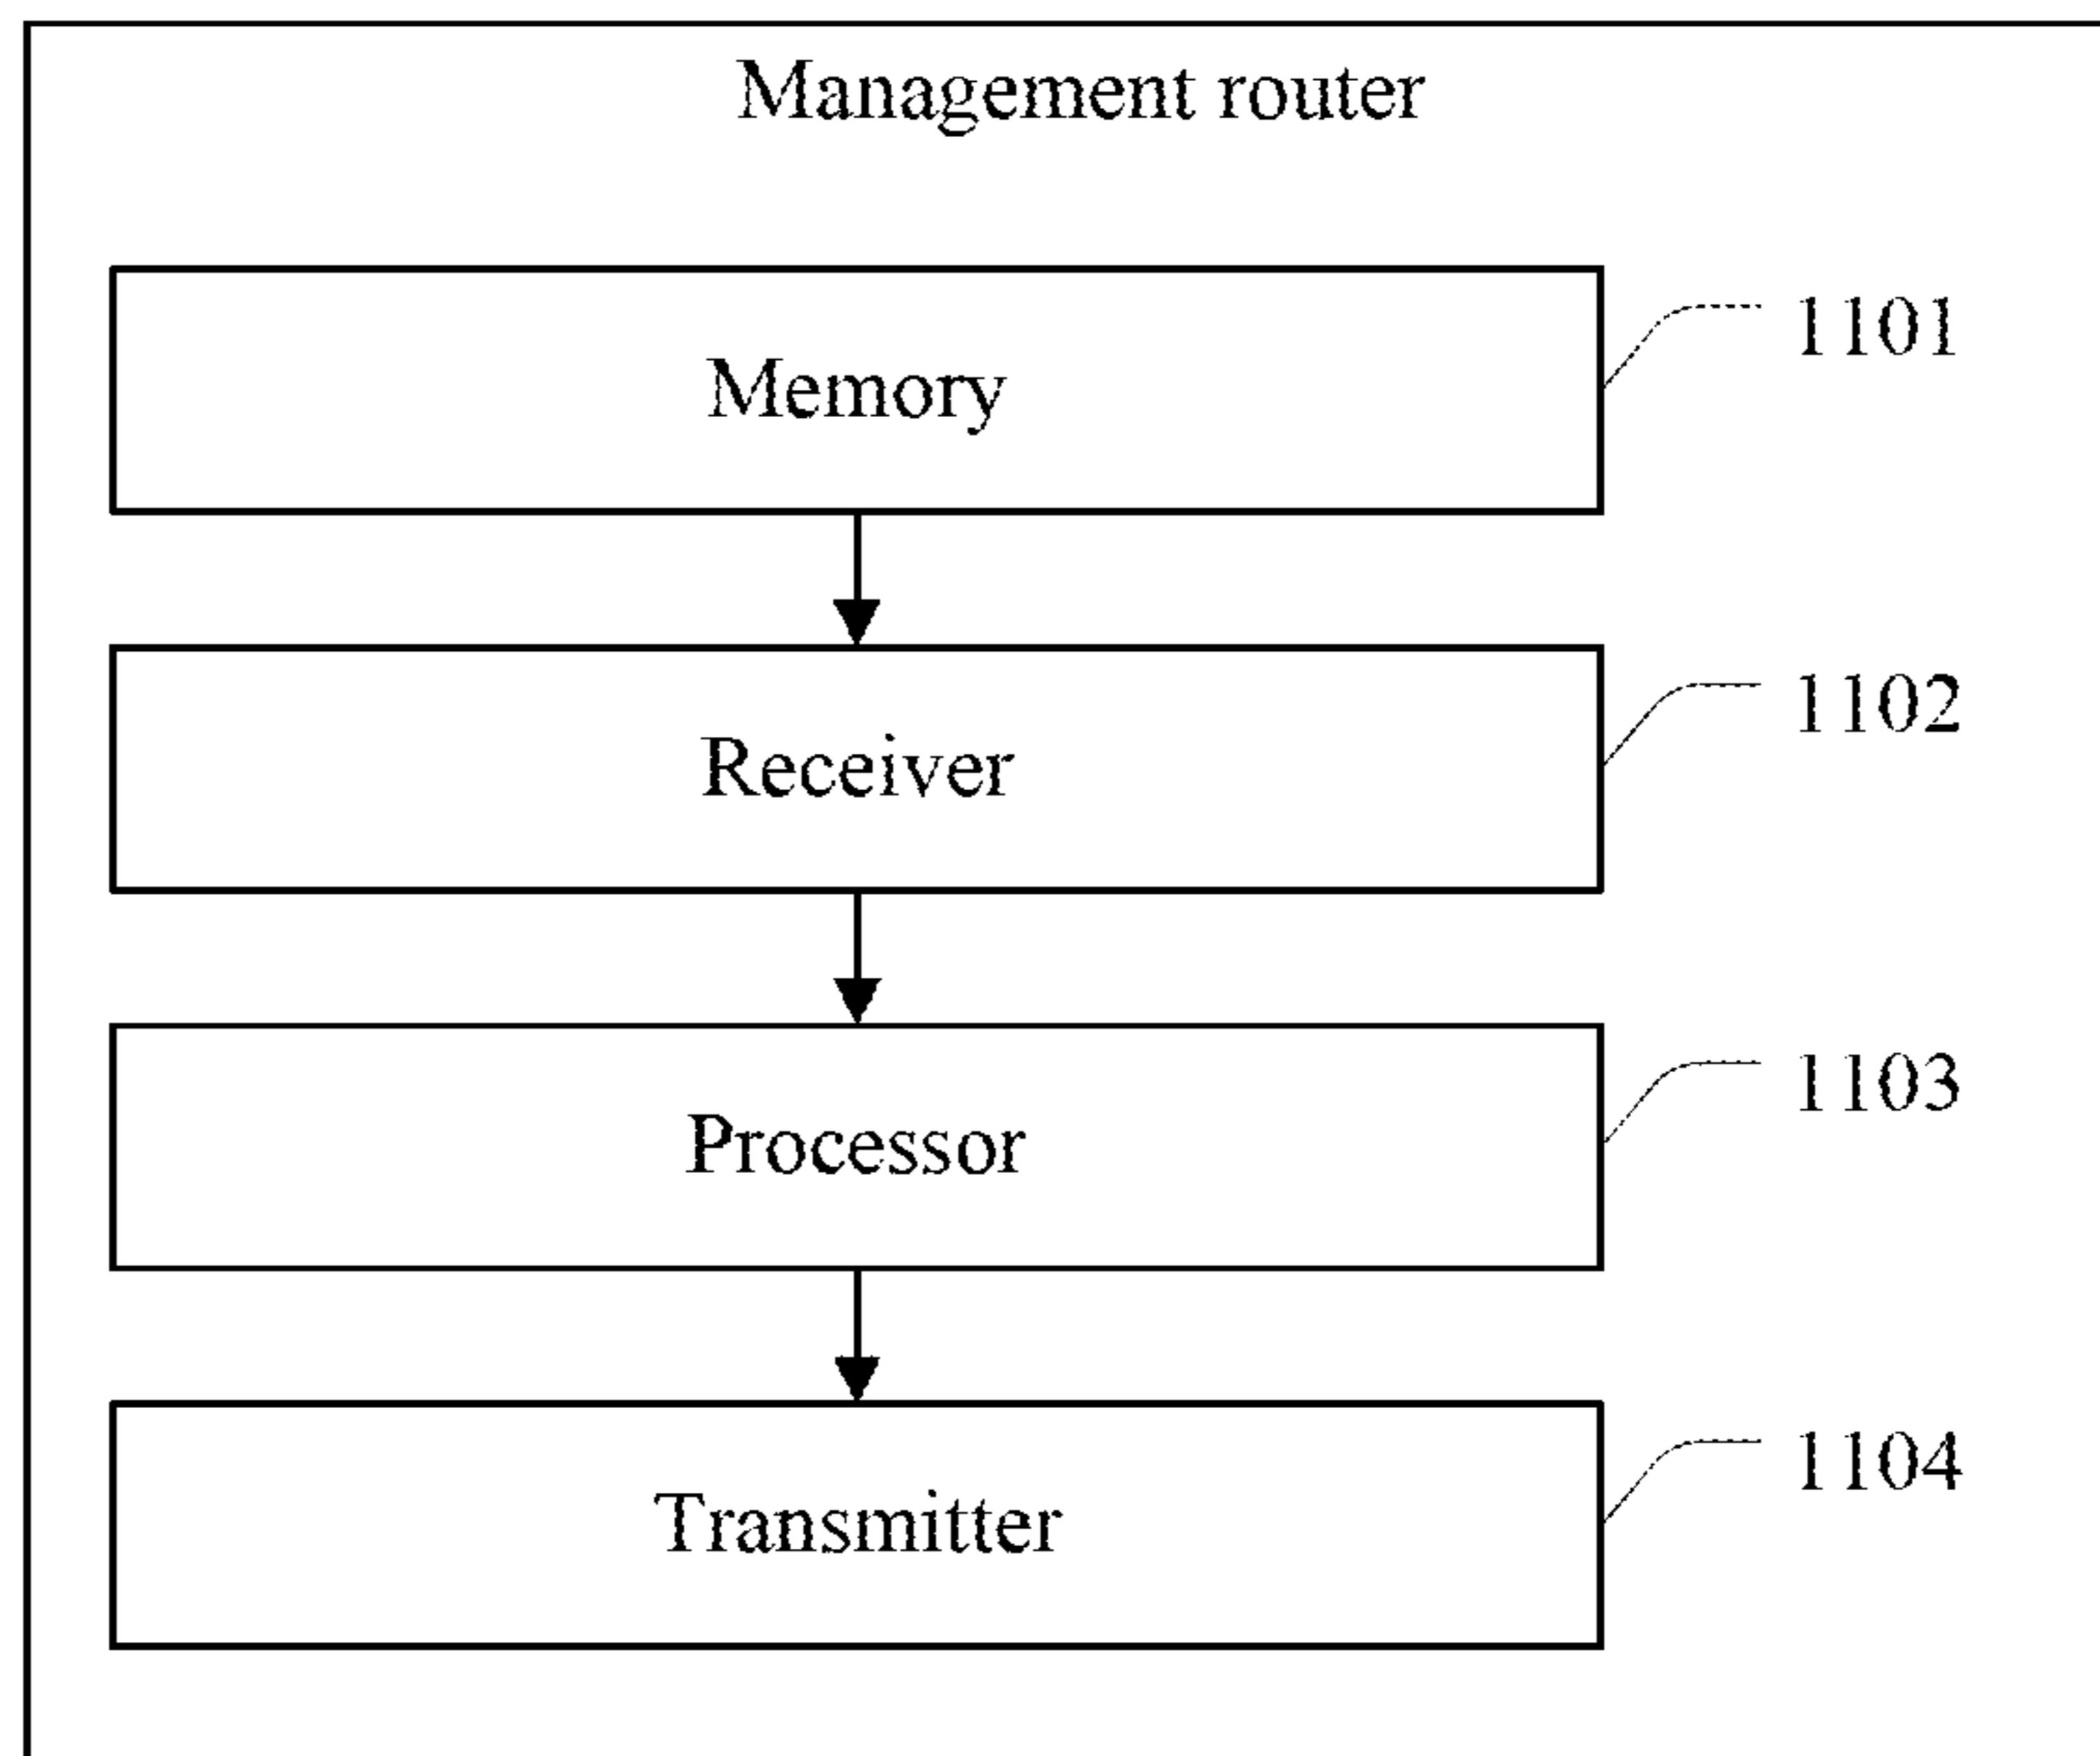 Management router
Memory
1101
Receiver
1102
Processor
1103
Transmitter
1104